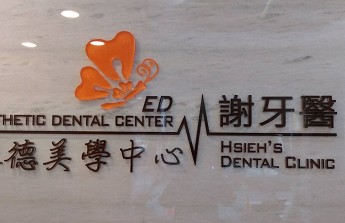 ED
THETIC DENTAL CENTER
德美學中心
謝牙醫
HSIEH'S
DENTAL CLINIC